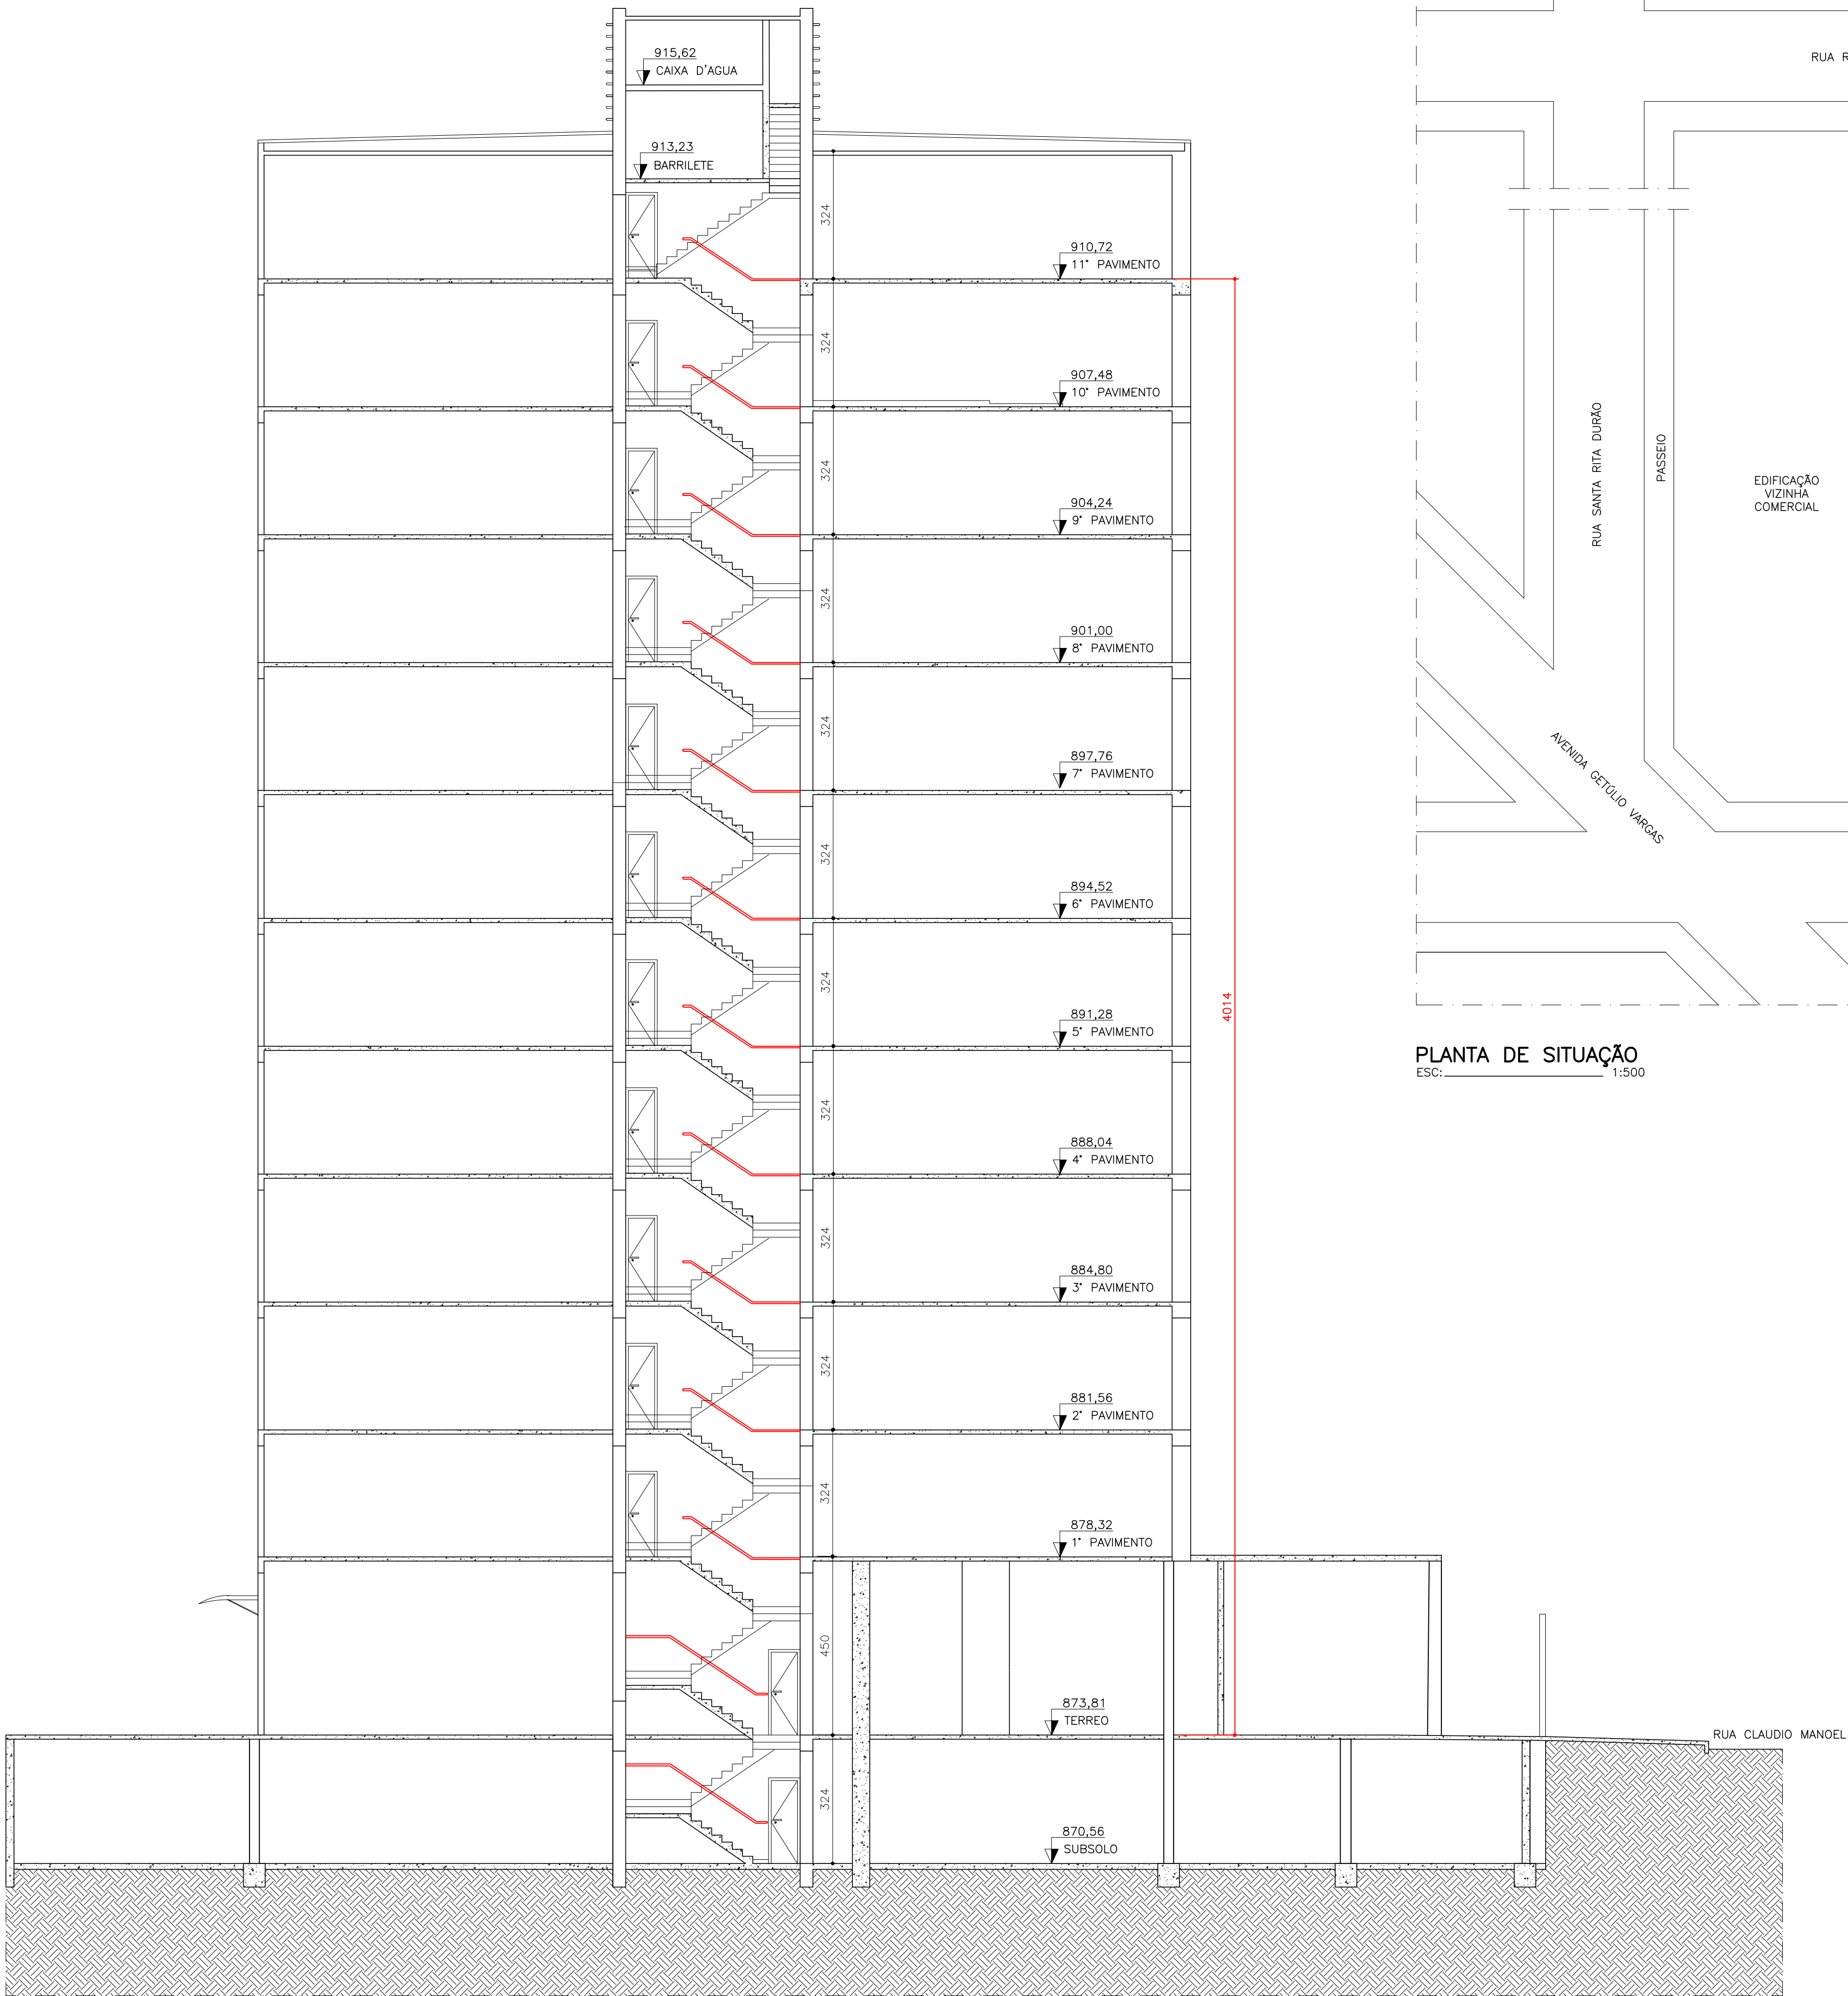 915,62
CAIXA D'AGUA
913,23
BARRILETE
324
910,72
11° PAVIMENTO
324
907,48
10° PAVIMENTO
324
904,24
9° PAVIMENTO
324
901,00
8° PAVIMENTO
324
897,76
7° PAVIMENTO
324
894,52
6° PAVIMENTO
324
891,28
5° PAVIMENTO
324
888,04
4° PAVIMENTO
324
884,80
3° PAVIMENTO
324
881,56
2° PAVIMENTO
324
878,32
1° PAVIMENTO
450
873,81
TERREO
324
870,56
SUBSOLO
4014
RUA CLAUDIO MANOEL
RUA R
RUA SANTA RITA DURÃO
PASSEIO
EDIFICAÇÃO
VIZINHA
COMERCIAL
AVENIDA GETÚLIO VARGAS
PLANTA DE SITUAÇÃO
ESC: 1:500